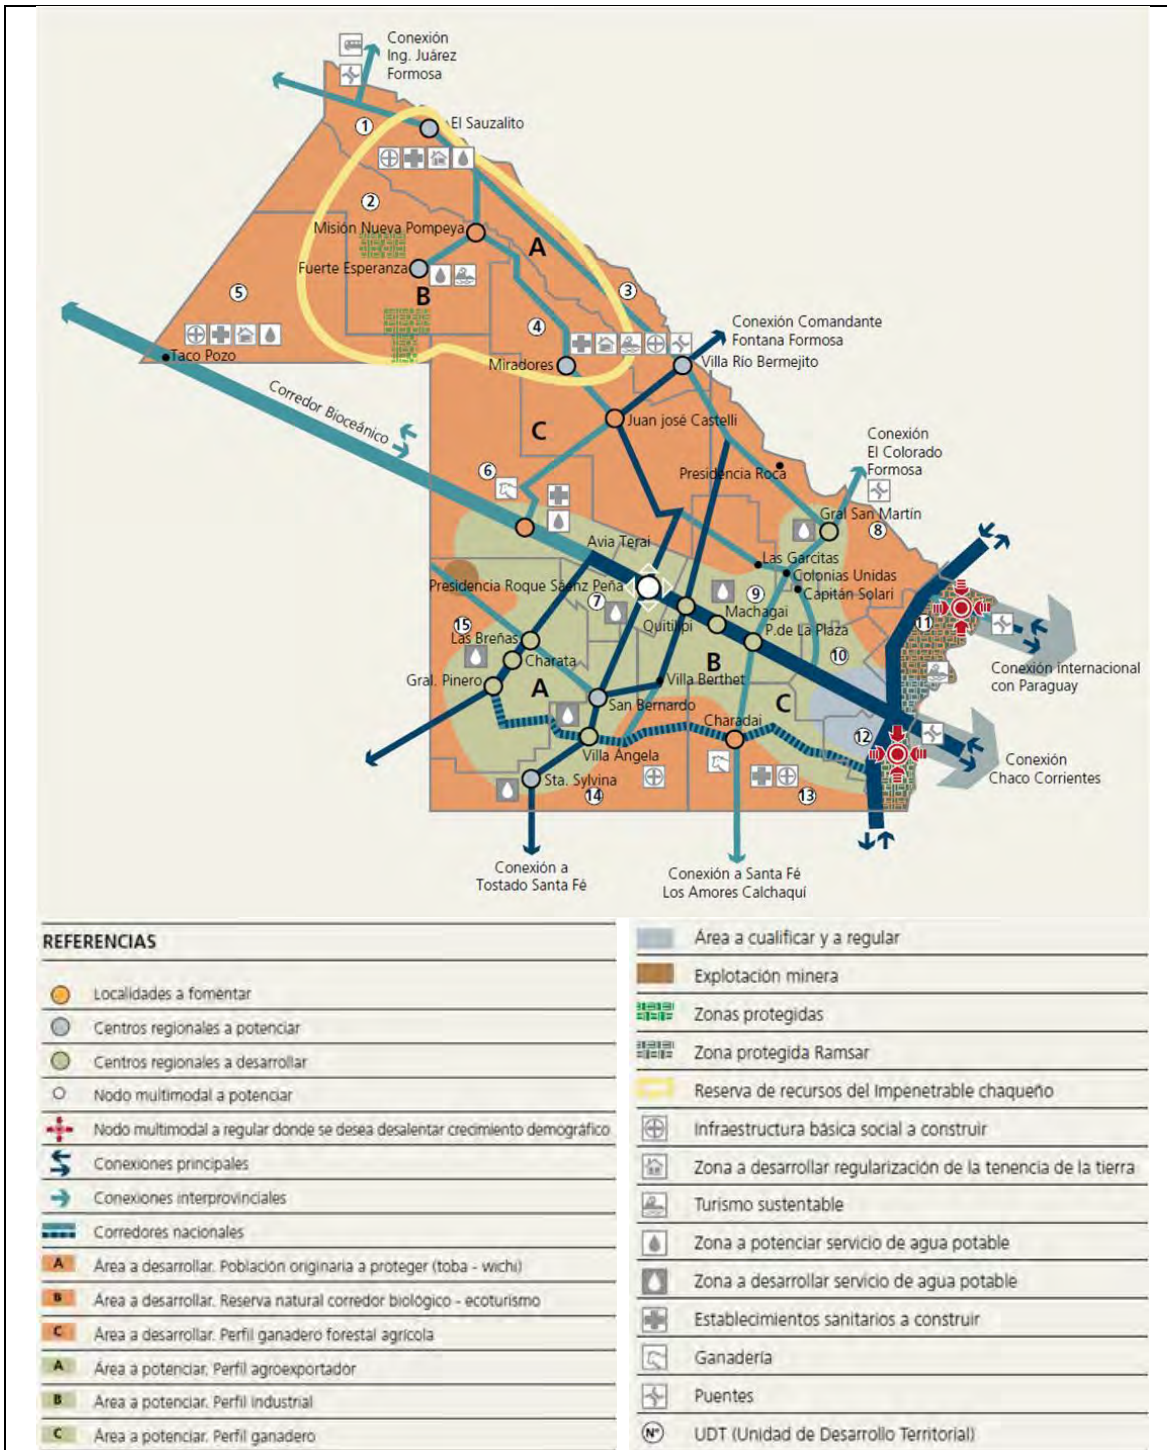 Conexión
Ing. Juárez
Formosa
1
El Sauzalito
2
Misión Nueva Pompeya
A
Fuerte Esperanza
B
5
3
4
Conexión Comandante
Fontana Formosa
Taco Pozo
Miradores
Villa Río Bermejito
Corredor Bioceánico
Juan josé Castelli
C
Conexión
El Colorado
Formosa
6
Presidencia Roca
Gral San Martín
8
Avia Terai
Las Garcitas
Colonias Unidas
Presidencia Roque Sáenz Peña
Capitán Solari
7
9
Machagai
Quitilipi
15
P.de La Plaza
11
Las Breñas
10
Charata
B
Conexión internacional
con Paraguay
Gral. Pinero
A
Villa Berthet
C
San Bernardo
Charadai
12
Villa Angela
Conexión
Chaco Corrientes
Sta. Sylvina
14
13
Conexión a
Tostado Santa Fé
Conexión a Santa Fé
Los Amores Calchaquí
REFERENCIAS
Localidades a fomentar
Centros regionales a potenciar
Centros regionales a desarrollar
Nodo multimodal a potenciar
Nodo multimodal a regular donde se desea desalentar crecimiento demográfico
Conexiones principales
Conexiones interprovinciales
Corredores nacionales
A Área a desarrollar. Población originaria a proteger (toba - wichi)
B Área a desarrollar. Reserva natural corredor biológico - ecoturismo
C Área a desarrollar. Perfil ganadero forestal agrícola
A Área a potenciar. Perfil agroexportador
B Área a potenciar. Perfil industrial
C Área a potenciar. Perfil ganadero
Área a cualificar y a regular
Explotación minera
Zonas protegidas
Zona protegida Ramsar
Reserva de recursos del Impenetrable chaqueño
Infraestructura básica social a construir
Zona a desarrollar regularización de la tenencia de la tierra
Turismo sustentable
Zona a potenciar servicio de agua potable
Zona a desarrollar servicio de agua potable
Establecimientos sanitarios a construir
Ganadería
Puentes
Nº UDT (Unidad de Desarrollo Territorial)